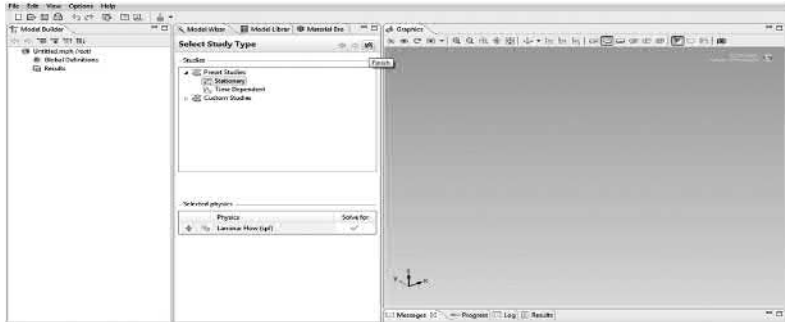 File Edit View Options Help
Model Builder
Model Wizard Model Library Material Bro
Graphics
Select Study Type
Finish
Untitled.mph (root)
Global Definitions
Results
Studies
Preset Studies
Stationary
Time Dependent
Custom Studies
Selected physics
Physics Solve for
Laminar Flow (spf)
Messages Progress Log Results